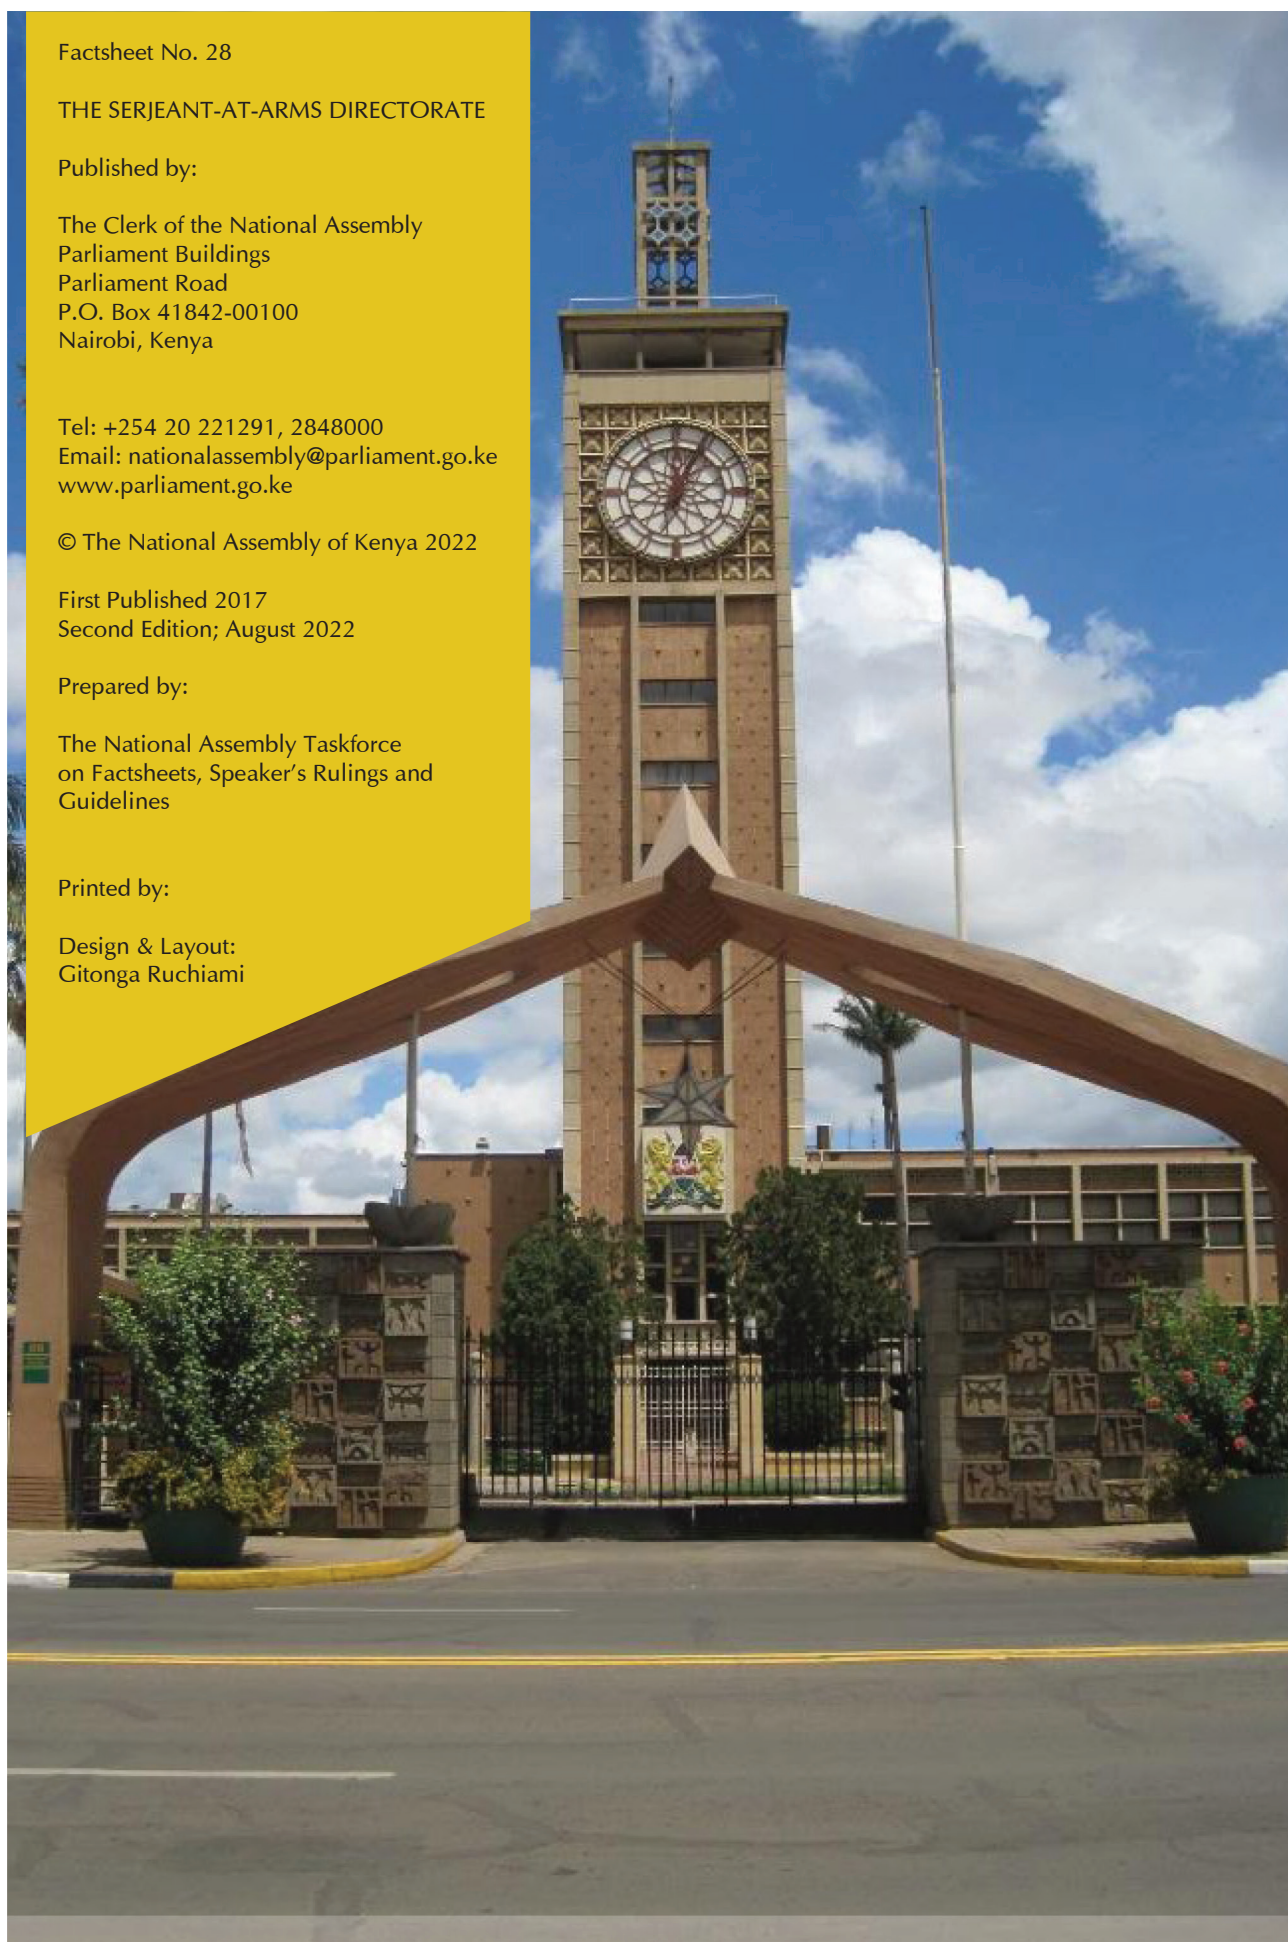 Factsheet No. 28
THE SERJEANT-AT-ARMS DIRECTORATE
Published by:
The Clerk of the National Assembly
Parliament Buildings
Parliament Road
P.O. Box 41842-00100
Nairobi, Kenya
Tel: +254 20 221291, 2848000
Email: nationalassembly@parliament.go.ke
www.parliament.go.ke
© The National Assembly of Kenya 2022
First Published 2017
Second Edition; August 2022
Prepared by:
The National Assembly Taskforce
on Factsheets, Speaker’s Rulings and
Guidelines
Printed by:
Design & Layout:
Gitonga Ruchiami